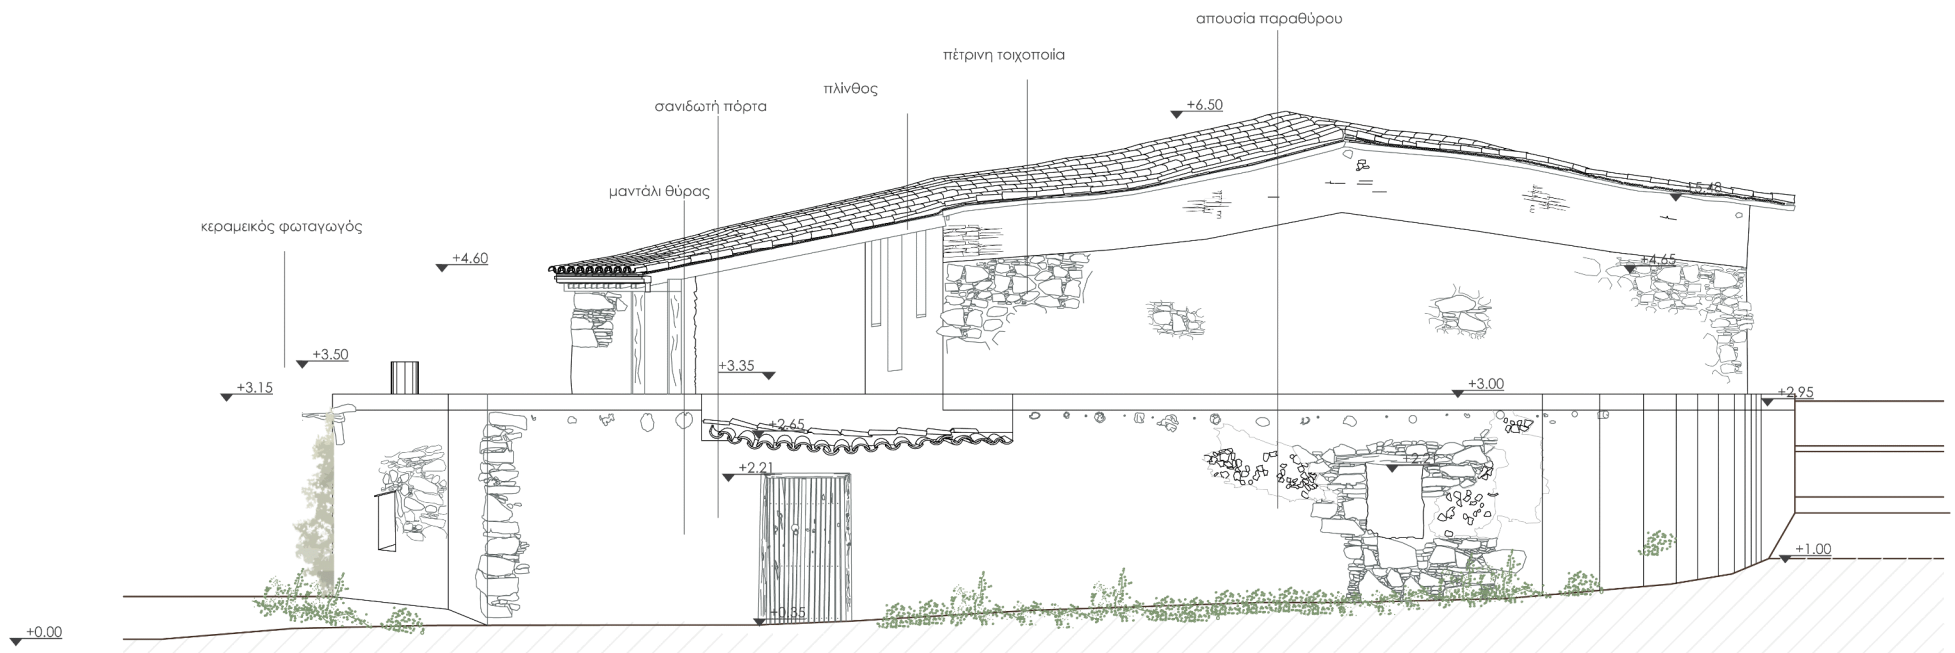 απουσία παραθύρου
πέτρινη τοιχοποιία
πλίνθος
σανιδωτή πόρτα
+6.50
μαντάλι θύρας
+5.48
κεραμεικός φωταγωγός
+4.60
+4.65
+3.50
+3.35
+3.15
+3.00
+2.95
+2.65
+2.21
+1.00
+0.35
+0.00